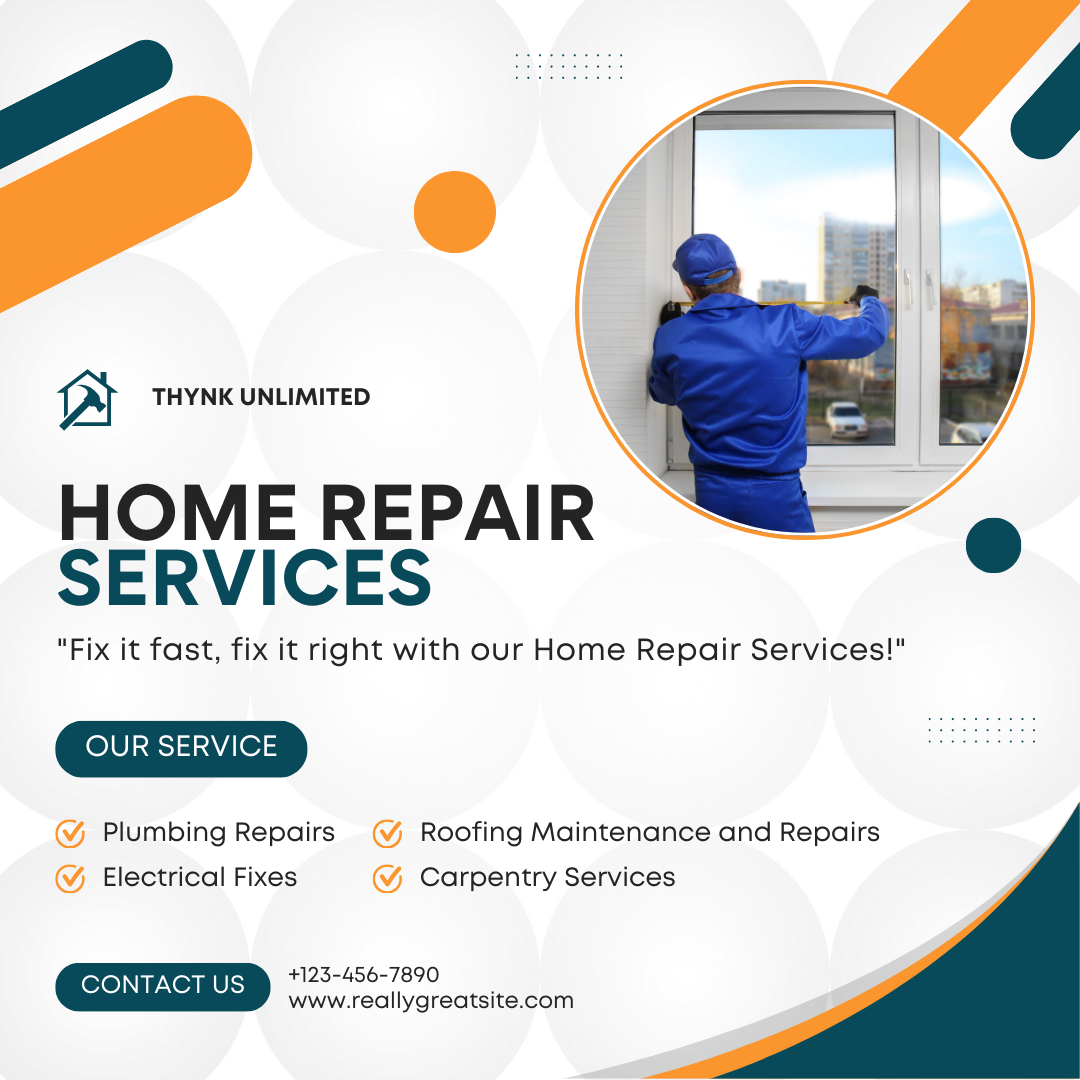 THYNK UNLIMITED
HOME REPAIR
SERVICES
"Fix it fast, fix it right with our Home Repair Services!"
OUR SERVICE
Plumbing Repairs
Electrical Fixes
Roofing Maintenance and Repairs
Carpentry Services
CONTACT US
+123-456-7890
www.reallygreatsite.com